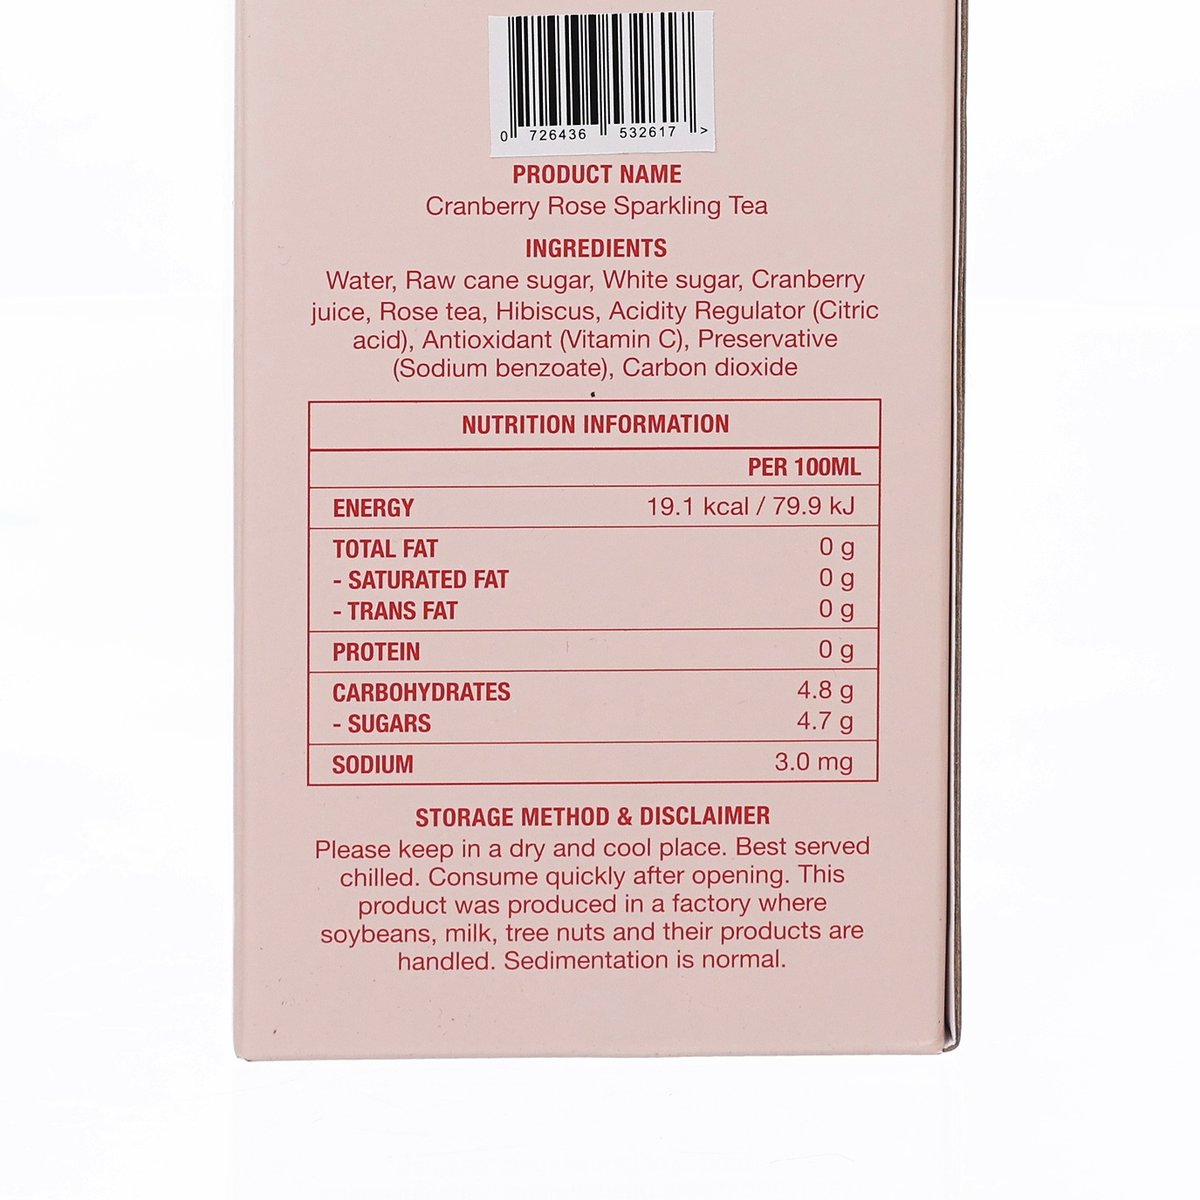 0 726436 532617 >
PRODUCT NAME
Cranberry Rose Sparkling Tea
INGREDIENTS
Water, Raw cane sugar, White sugar, Cranberry
juice, Rose tea, Hibiscus, Acidity Regulator (Citric
acid), Antioxidant (Vitamin C), Preservative
(Sodium benzoate), Carbon dioxide
NUTRITION INFORMATION
PER 100ML
ENERGY 19.1 kcal / 79.9 kJ
TOTAL FAT 0 g
- SATURATED FAT 0 g
- TRANS FAT 0 g
PROTEIN 0 g
CARBOHYDRATES 4.8 g
- SUGARS 4.7 g
SODIUM 3.0 mg
STORAGE METHOD & DISCLAIMER
Please keep in a dry and cool place. Best served
chilled. Consume quickly after opening. This
product was produced in a factory where
soybeans, milk, tree nuts and their products are
handled. Sedimentation is normal.